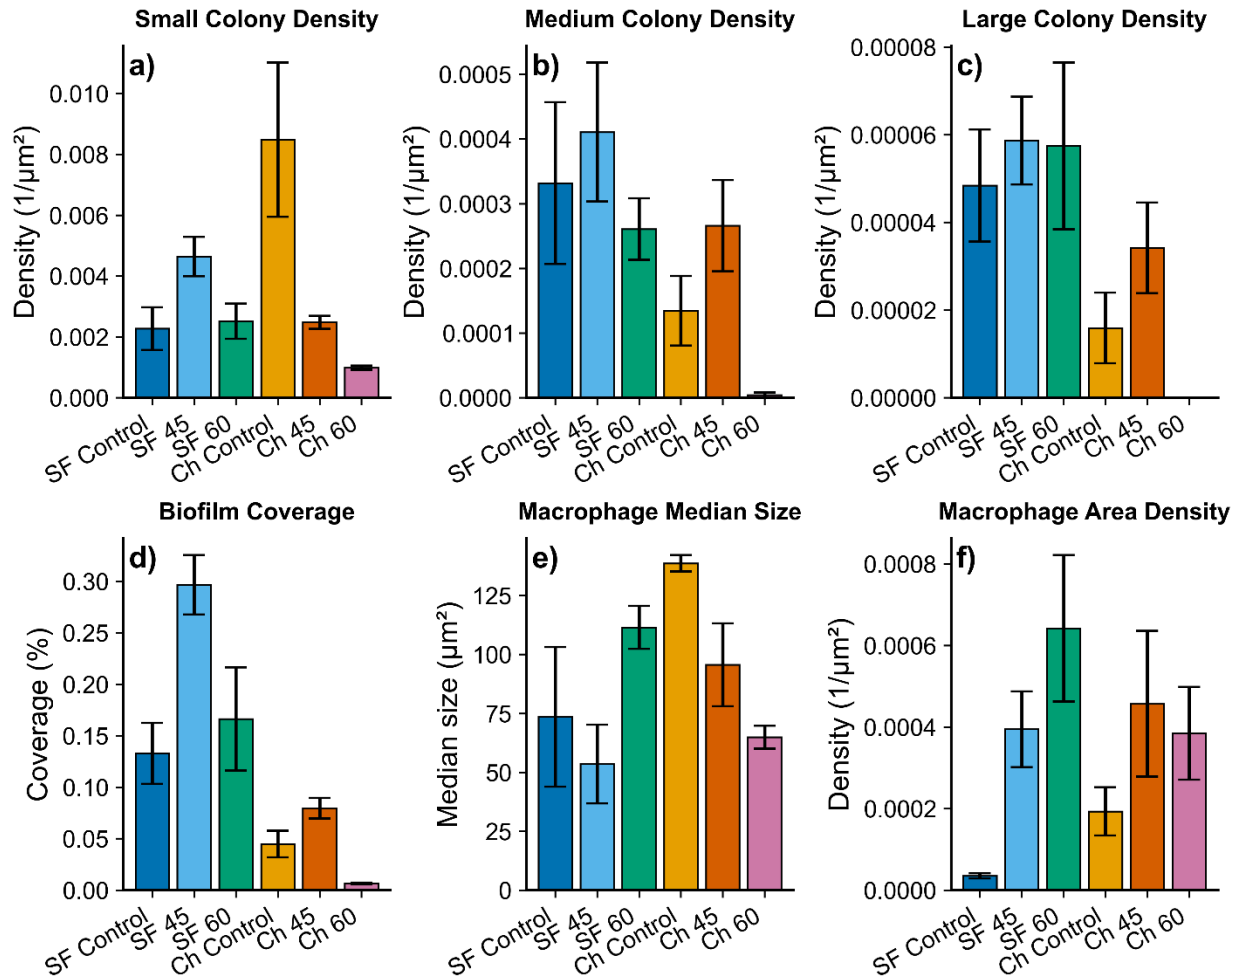 Small Colony Density
a)
Density (1/μm²)
0.010
0.008
0.006
0.004
0.002
0.000
SF Control
SF 45
SF 60
Ch Control
Ch 45
Ch 60
Medium Colony Density
b)
Density (1/μm²)
0.0005
0.0004
0.0003
0.0002
0.0001
0.0000
SF Control
SF 45
SF 60
Ch Control
Ch 45
Ch 60
Large Colony Density
c)
Density (1/μm²)
0.00008
0.00006
0.00004
0.00002
0.00000
SF Control
SF 45
SF 60
Ch Control
Ch 45
Ch 60
Biofilm Coverage
d)
Coverage (%)
0.30
0.25
0.20
0.15
0.10
0.05
0.00
SF Control
SF 45
SF 60
Ch Control
Ch 45
Ch 60
Macrophage Median Size
e)
Median size (μm²)
125
100
75
50
25
0
SF Control
SF 45
SF 60
Ch Control
Ch 45
Ch 60
Macrophage Area Density
f)
Density (1/μm²)
0.0008
0.0006
0.0004
0.0002
0.0000
SF Control
SF 45
SF 60
Ch Control
Ch 45
Ch 60